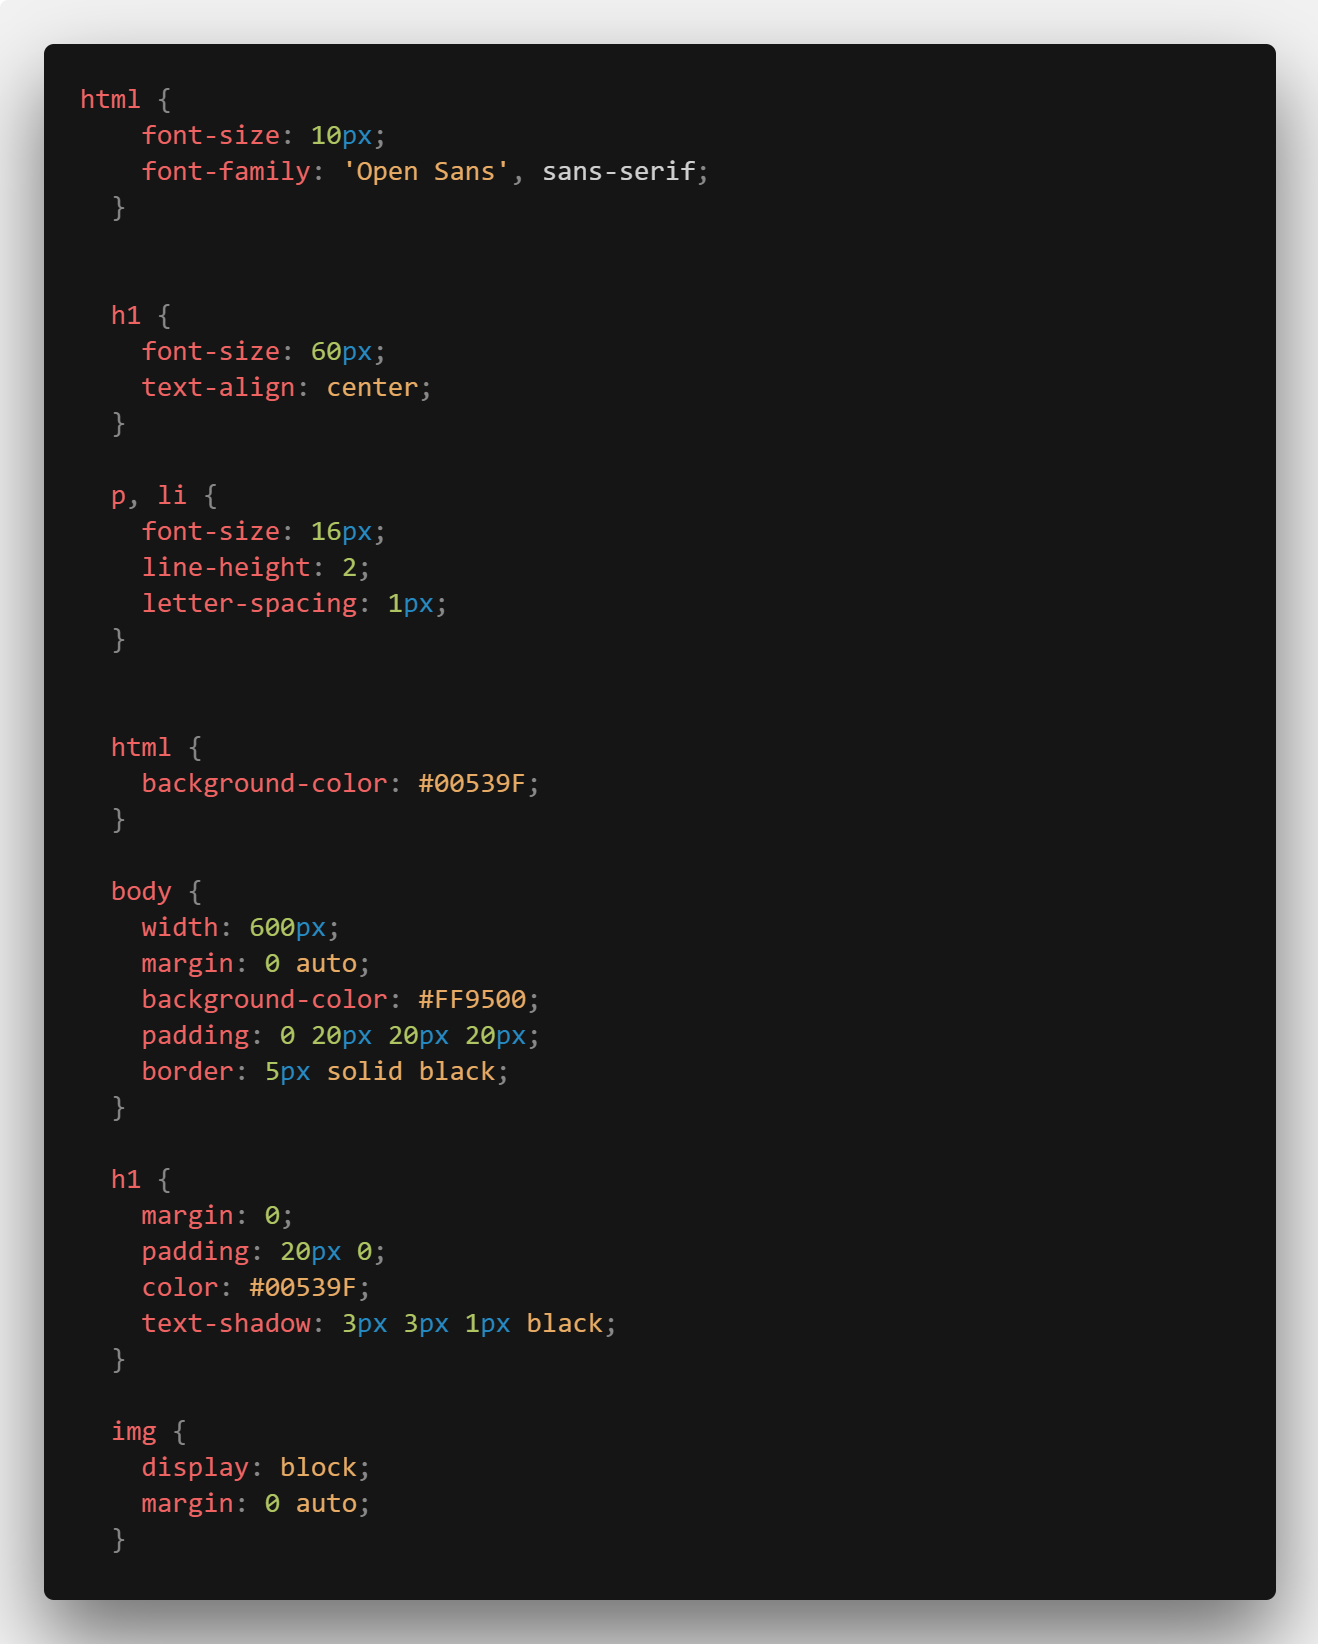 html {
    font-size: 10px;
    font-family: 'Open Sans', sans-serif;
  }


  h1 {
    font-size: 60px;
    text-align: center;
  }

  p, li {
    font-size: 16px;
    line-height: 2;
    letter-spacing: 1px;
  }


  html {
    background-color: #00539F;
  }

  body {
    width: 600px;
    margin: 0 auto;
    background-color: #FF9500;
    padding: 0 20px 20px 20px;
    border: 5px solid black;
  }

  h1 {
    margin: 0;
    padding: 20px 0;
    color: #00539F;
    text-shadow: 3px 3px 1px black;
  }

  img {
    display: block;
    margin: 0 auto;
  }